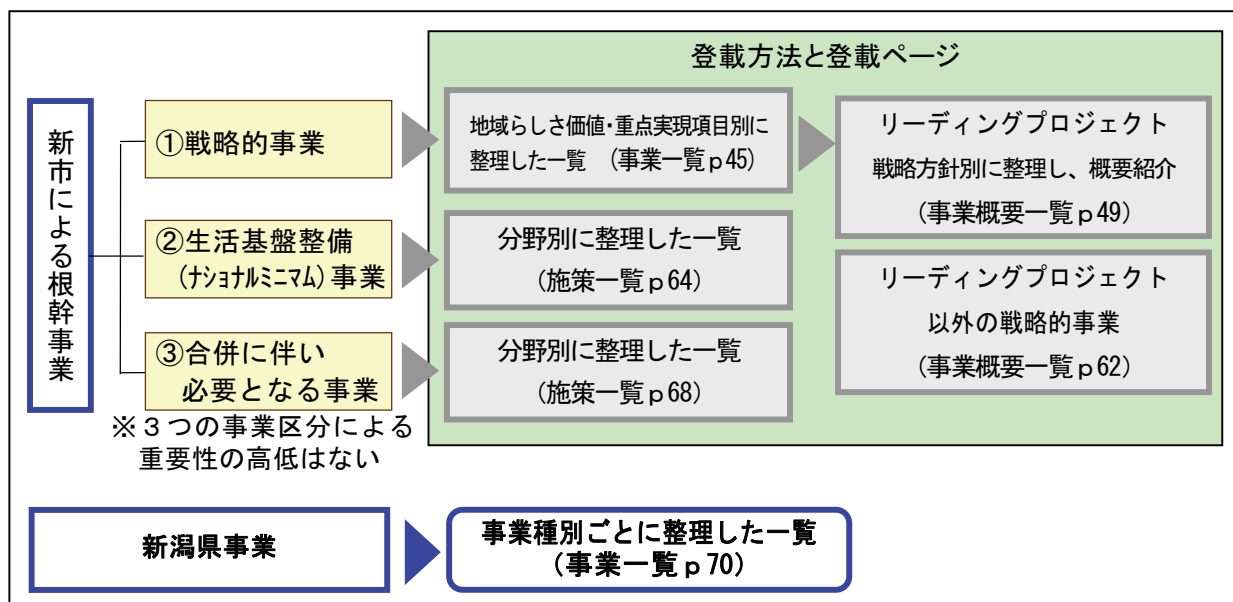 登載方法と登載ページ
新市による根幹事業
①戦略的事業
地域らしさ価値・重点実現項目別に
整理した一覧 (事業一覧p45)
リーディングプロジェクト
戦略方針別に整理し、概要紹介
(事業概要一覧p49)
②生活基盤整備
(ﾅｼｮﾅﾙﾐﾆﾏﾑ)事業
分野別に整理した一覧
(施策一覧p64)
リーディングプロジェクト
以外の戦略的事業
(事業概要一覧p62)
③合併に伴い
必要となる事業
分野別に整理した一覧
(施策一覧p68)
※3つの事業区分による
重要性の高低はない
新潟県事業
事業種別ごとに整理した一覧
(事業一覧p70)